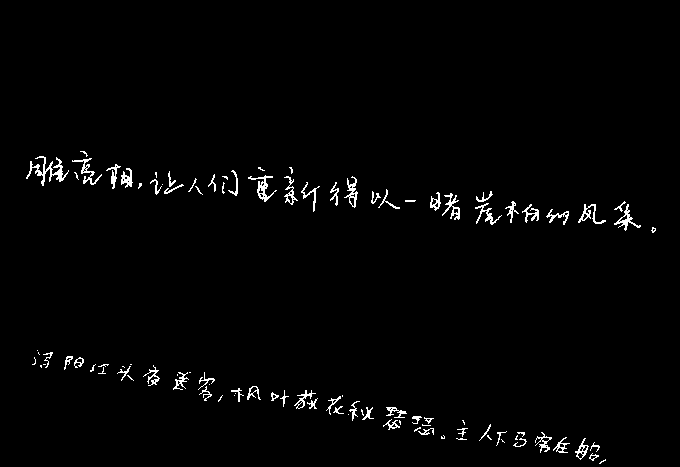 雕亮相，让人们重新得以一睹崖柏的风采。
浔阳江头夜送客，枫叶荻花秋瑟瑟。主人下马客在船，